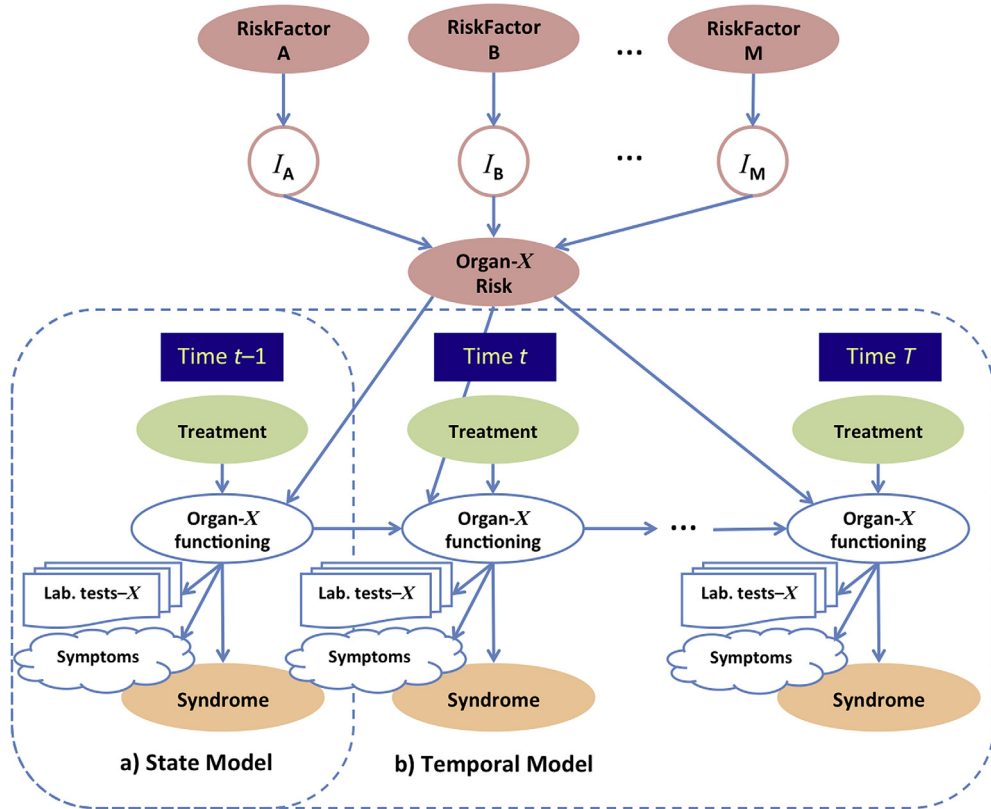 RiskFactor
A
RiskFactor
B
...
RiskFactor
M
I_A
I_B
...
I_M
Organ-X
Risk
Time t–1
Time t
Time T
Treatment
Treatment
Treatment
Organ-X
functioning
Organ-X
functioning
...
Organ-X
functioning
Lab. tests–X
Lab. tests–X
Lab. tests–X
Symptoms
Symptoms
Symptoms
Syndrome
Syndrome
Syndrome
a) State Model
b) Temporal Model